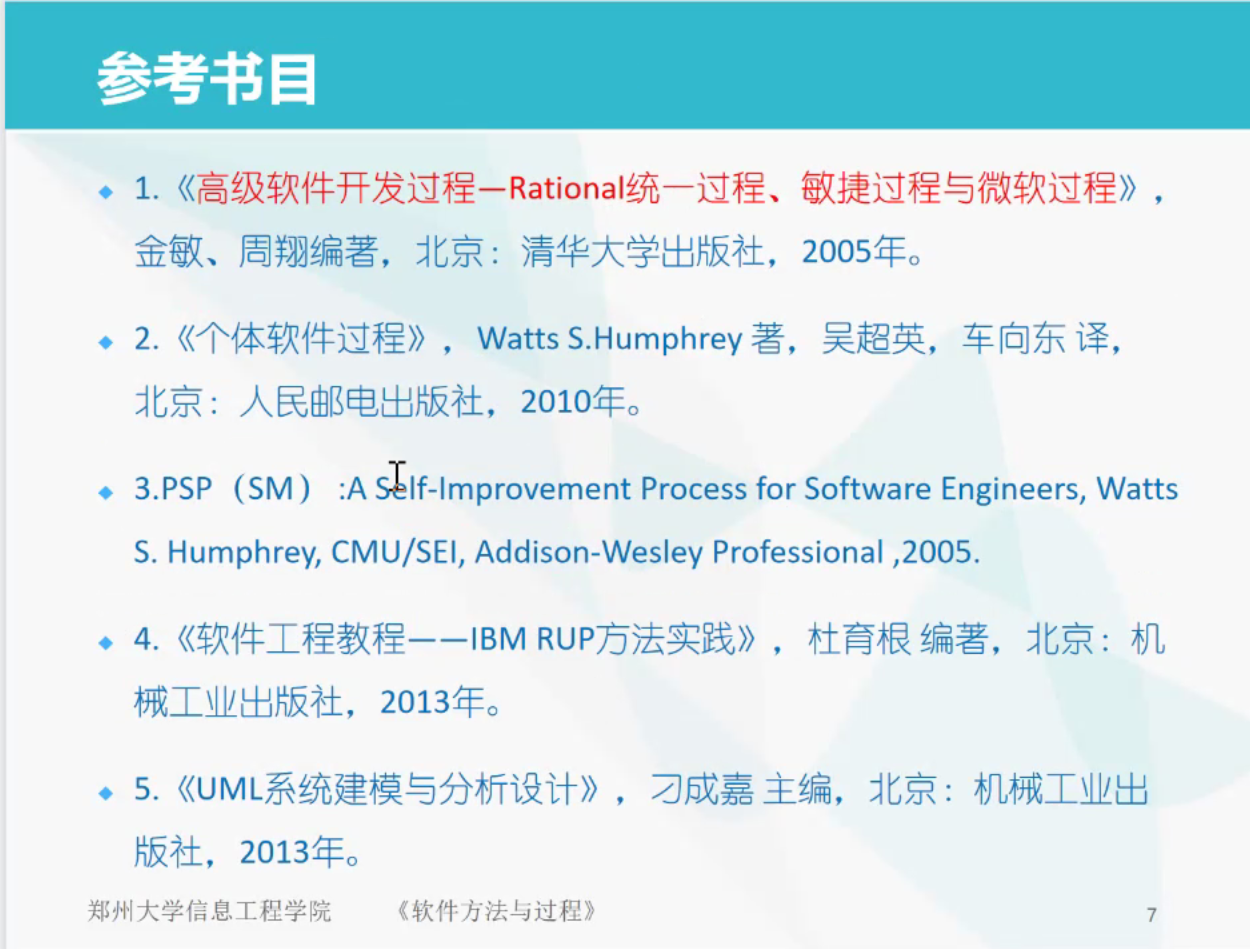 参考书目
1.《高级软件开发过程—Rational统一过程、敏捷过程与微软过程》，
金敏、周翔编著，北京：清华大学出版社，2005年。
2.《个体软件过程》，Watts S.Humphrey 著，吴超英，车向东 译，
北京：人民邮电出版社，2010年。
3.PSP（SM）:A Self-Improvement Process for Software Engineers, Watts
S. Humphrey, CMU/SEI, Addison-Wesley Professional ,2005.
4.《软件工程教程——IBM RUP方法实践》，杜育根 编著，北京：机
械工业出版社，2013年。
5.《UML系统建模与分析设计》，刁成嘉 主编，北京：机械工业出
版社，2013年。
郑州大学信息工程学院 《软件方法与过程》 7